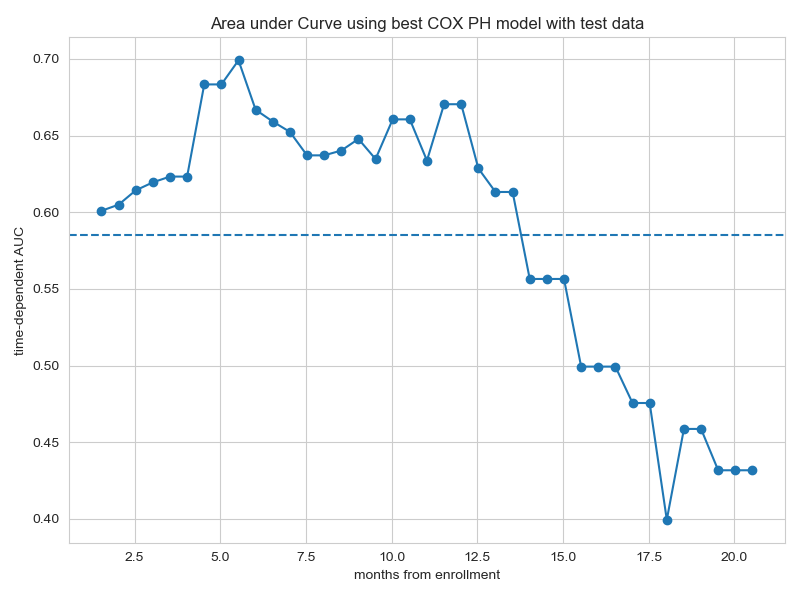 Area under Curve using best COX PH model with test data
time-dependent AUC
0.70
0.65
0.60
0.55
0.50
0.45
0.40
2.5 5.0 7.5 10.0 12.5 15.0 17.5 20.0
months from enrollment